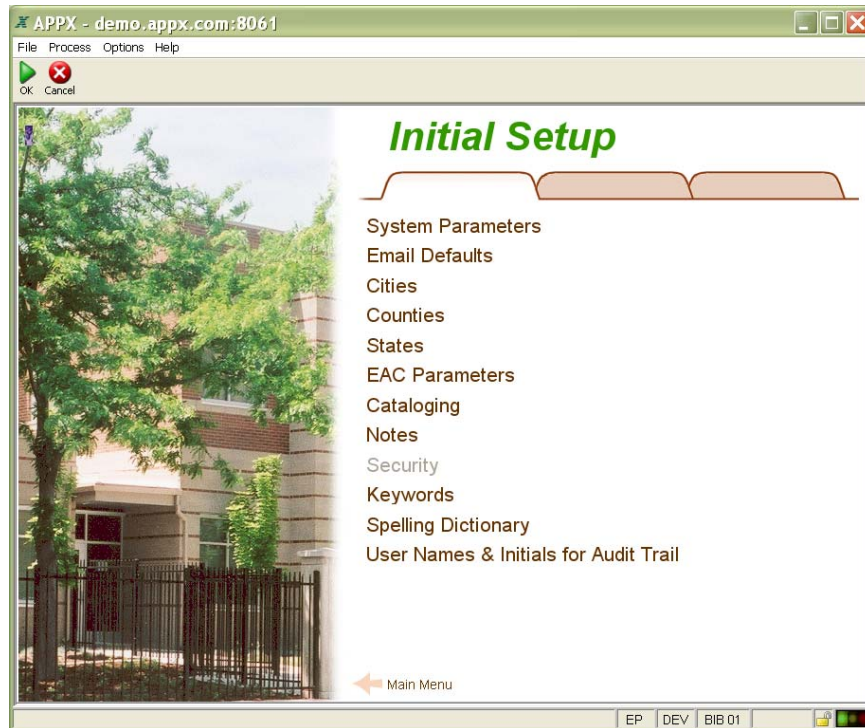 APPX - demo.appx.com:8061
File Process Options Help
OK Cancel
Initial Setup
System Parameters
Email Defaults
Cities
Counties
States
EAC Parameters
Cataloging
Notes
Security
Keywords
Spelling Dictionary
User Names & Initials for Audit Trail
Main Menu
EP DEV BIB 01